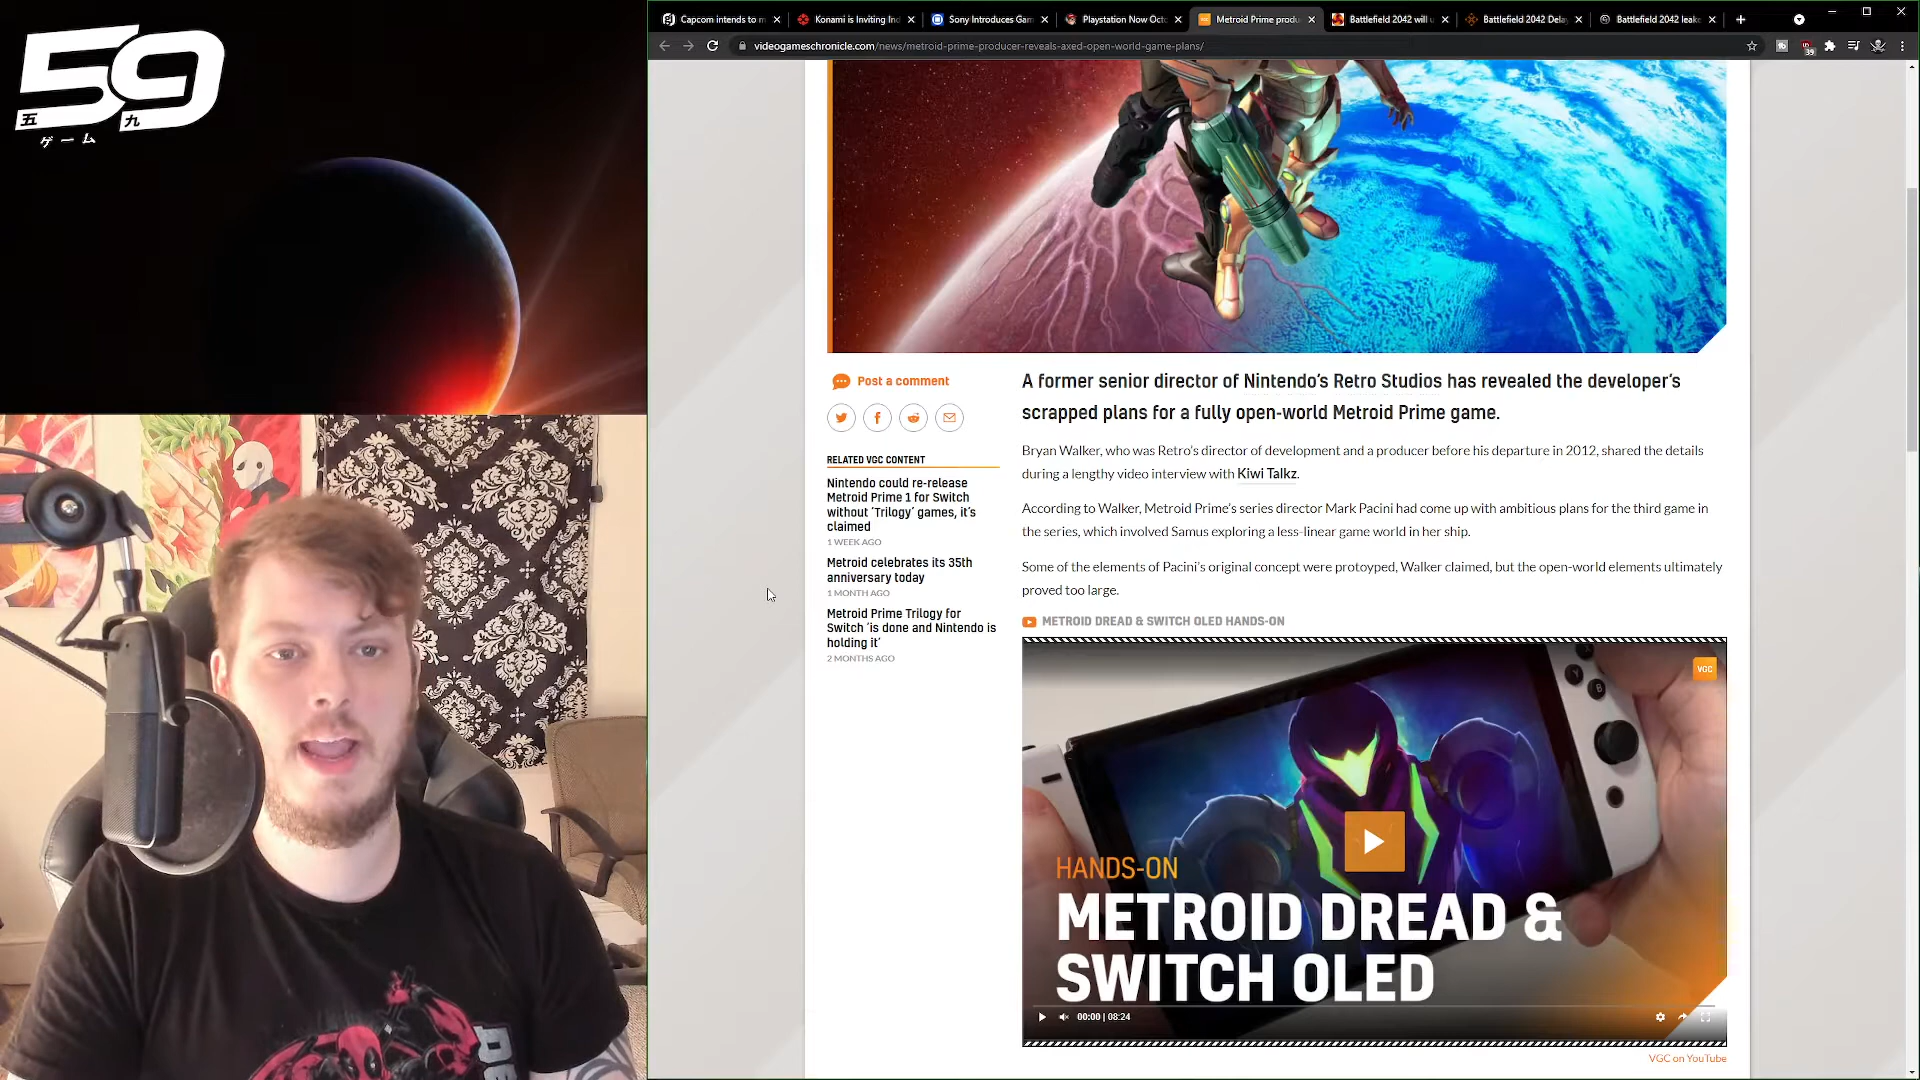 59
五 九
ゲーム
Capcom intends to m
Konami is Inviting Ind
Sony Introduces Gam
Playstation Now Octo
Metroid Prime produ
Battlefield 2042 will u
Battlefield 2042 Dela
Battlefield 2042 leake
videogameschronicle.com/news/metroid-prime-producer-reveals-axed-open-world-game-plans/
39
Post a comment
RELATED VGC CONTENT
Nintendo could re-release
Metroid Prime 1 for Switch
without ‘Trilogy’ games, it’s
claimed
1 WEEK AGO
Metroid celebrates its 35th
anniversary today
1 MONTH AGO
Metroid Prime Trilogy for
Switch ‘is done and Nintendo is
holding it’
2 MONTHS AGO
A former senior director of Nintendo’s Retro Studios has revealed the developer’s
scrapped plans for a fully open-world Metroid Prime game.
Bryan Walker, who was Retro’s director of development and a producer before his departure in 2012, shared the details
during a lengthy video interview with Kiwi Talkz.
According to Walker, Metroid Prime’s series director Mark Pacini had come up with ambitious plans for the third game in
the series, which involved Samus exploring a less-linear game world in her ship.
Some of the elements of Pacini’s original concept were protoyped, Walker claimed, but the open-world elements ultimately
proved too large.
METROID DREAD & SWITCH OLED HANDS-ON
VGC
X
Y
B
HANDS-ON
METROID DREAD &
SWITCH OLED
00:00 | 08:24
VGC on YouTube